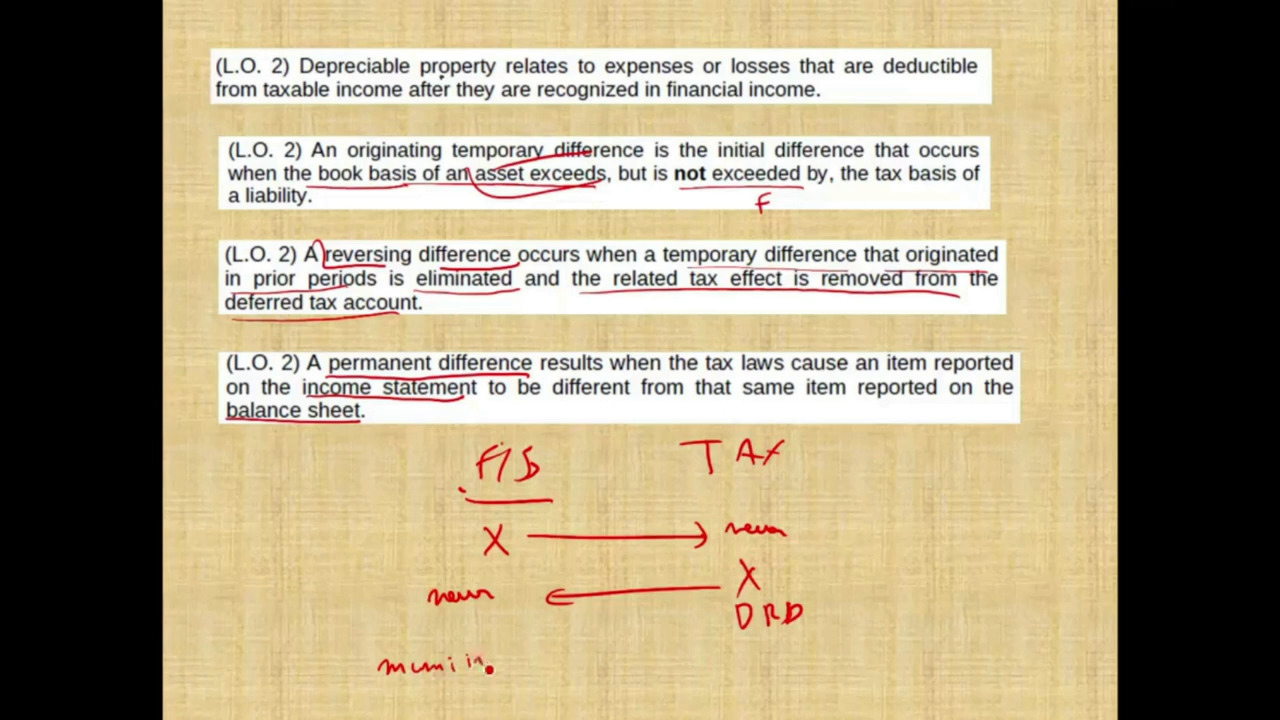 (L.O. 2) Depreciable property relates to expenses or losses that are deductible
from taxable income after they are recognized in financial income.
(L.O. 2) An originating temporary difference is the initial difference that occurs
when the book basis of an asset exceeds, but is not exceeded by, the tax basis of
a liability.
F
(L.O. 2) A reversing difference occurs when a temporary difference that originated
in prior periods is eliminated and the related tax effect is removed from the
deferred tax account.
(L.O. 2) A permanent difference results when the tax laws cause an item reported
on the income statement to be different from that same item reported on the
balance sheet.
F/S TAX
X never
never X
DRD
muni in